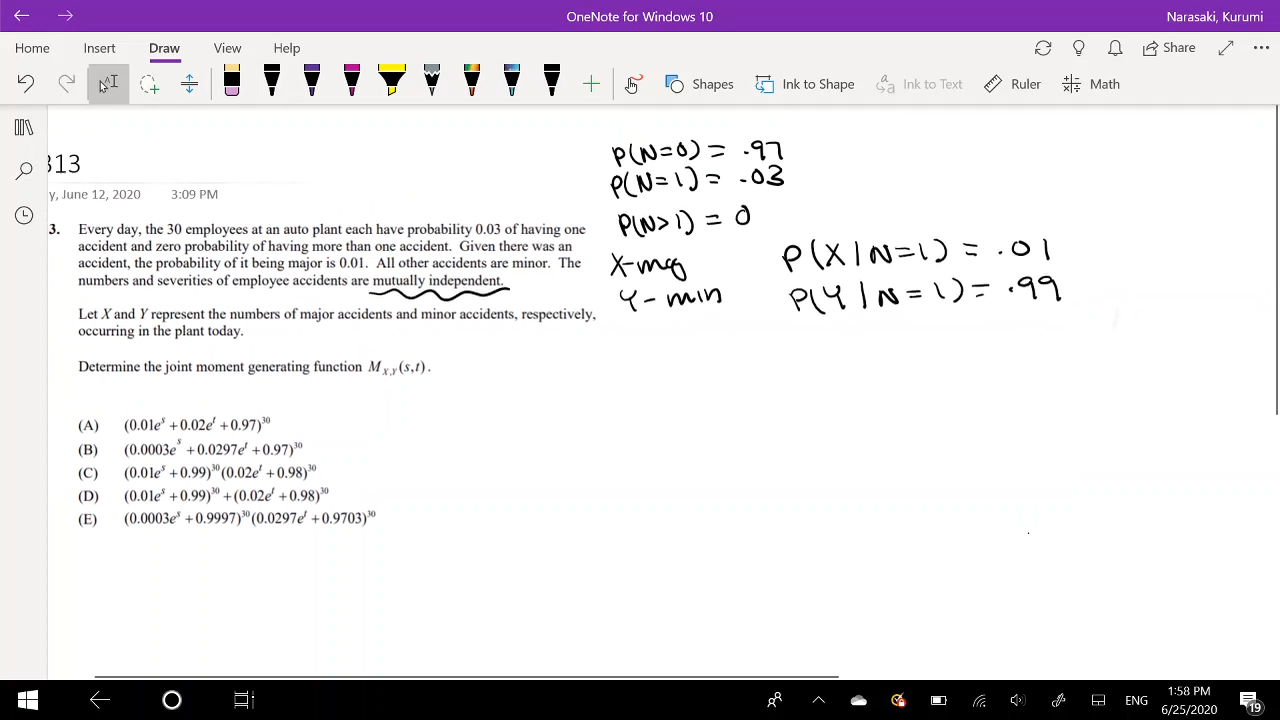 OneNote for Windows 10
Narasaki, Kurumi
Home Insert Draw View Help
Share
Shapes
Ink to Shape
Ink to Text
Ruler
Math
313
y, June 12, 2020 3:09 PM
P(N=0) = .97
P(N=1) = .03
P(N>1) = 0
X-maj
Y-min
P(X|N=1) = .01
P(Y|N=1) = .99
3. Every day, the 30 employees at an auto plant each have probability 0.03 of having one
accident and zero probability of having more than one accident. Given there was an
accident, the probability of it being major is 0.01. All other accidents are minor. The
numbers and severities of employee accidents are mutually independent.
Let X and Y represent the numbers of major accidents and minor accidents, respectively,
occurring in the plant today.
Determine the joint moment generating function M_{X,Y}(s,t).
(A) (0.01e^s + 0.02e^t + 0.97)^30
(B) (0.0003e^s + 0.0297e^t + 0.97)^30
(C) (0.01e^s + 0.99)^30 (0.02e^t + 0.98)^30
(D) (0.01e^s + 0.99)^30 + (0.02e^t + 0.98)^30
(E) (0.0003e^s + 0.9997)^30 (0.0297e^t + 0.9703)^30
ENG
1:58 PM
6/25/2020
19